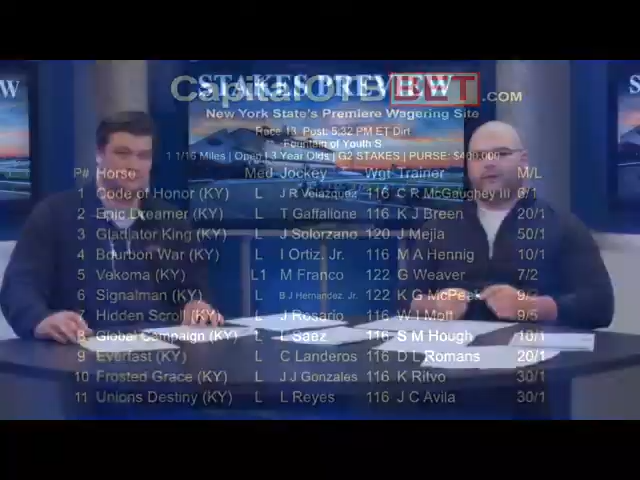 STAKES PREVIEW
W
CapitalOTBBET.COM
New York State's Premiere Wagering Site
Race 13 Post: 5:32 PM ET Dirt
Fountain of Youth S
1 1/16 Miles | Open | 3 Year Olds | G2 STAKES | PURSE: $400,000
P# Horse Med Jockey Wgt Trainer M/L
1 Code of Honor (KY) L J R Velazquez 116 C R McGaughey III 6/1
2 Epic Dreamer (KY) L T Gaffalione 116 K J Breen 20/1
3 Gladiator King (KY) L J Solorzano 120 J Mejia 50/1
4 Bourbon War (KY) L I Ortiz, Jr. 116 M A Hennig 10/1
5 Vekoma (KY) L1 M Franco 122 G Weaver 7/2
6 Signalman (KY) L B J Hernandez, Jr. 122 K G McPeek 9/2
7 Hidden Scroll (KY) L J Rosario 116 W I Mott 9/5
8 Global Campaign (KY) L L Saez 116 S M Hough 10/1
9 Everfast (KY) L C Landeros 116 D L Romans 20/1
10 Frosted Grace (KY) L J J Gonzales 116 K Ritvo 30/1
11 Unions Destiny (KY) L L Reyes 116 J C Avila 30/1